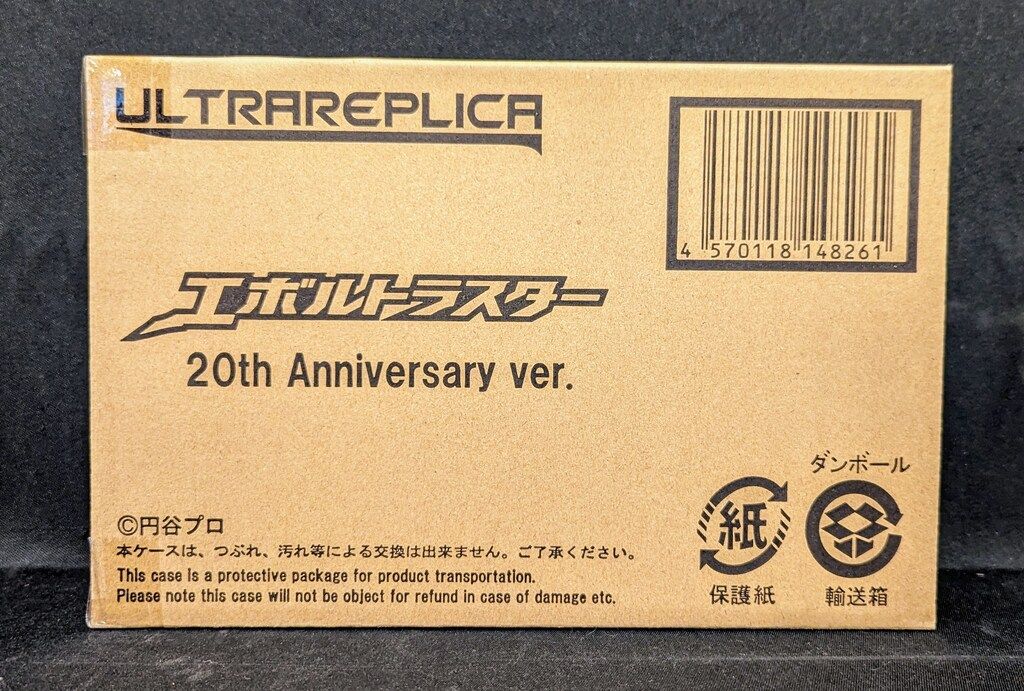 ULTRAREPLICA
4 570118 148261
エボルトラスター
20th Anniversary ver.
ダンボール
紙
©円谷プロ
本ケースは、つぶれ、汚れ等による交換は出来ません。ご了承ください。
This case is a protective package for product transportation.
Please note this case will not be object for refund in case of damage etc.
保護紙
輸送箱